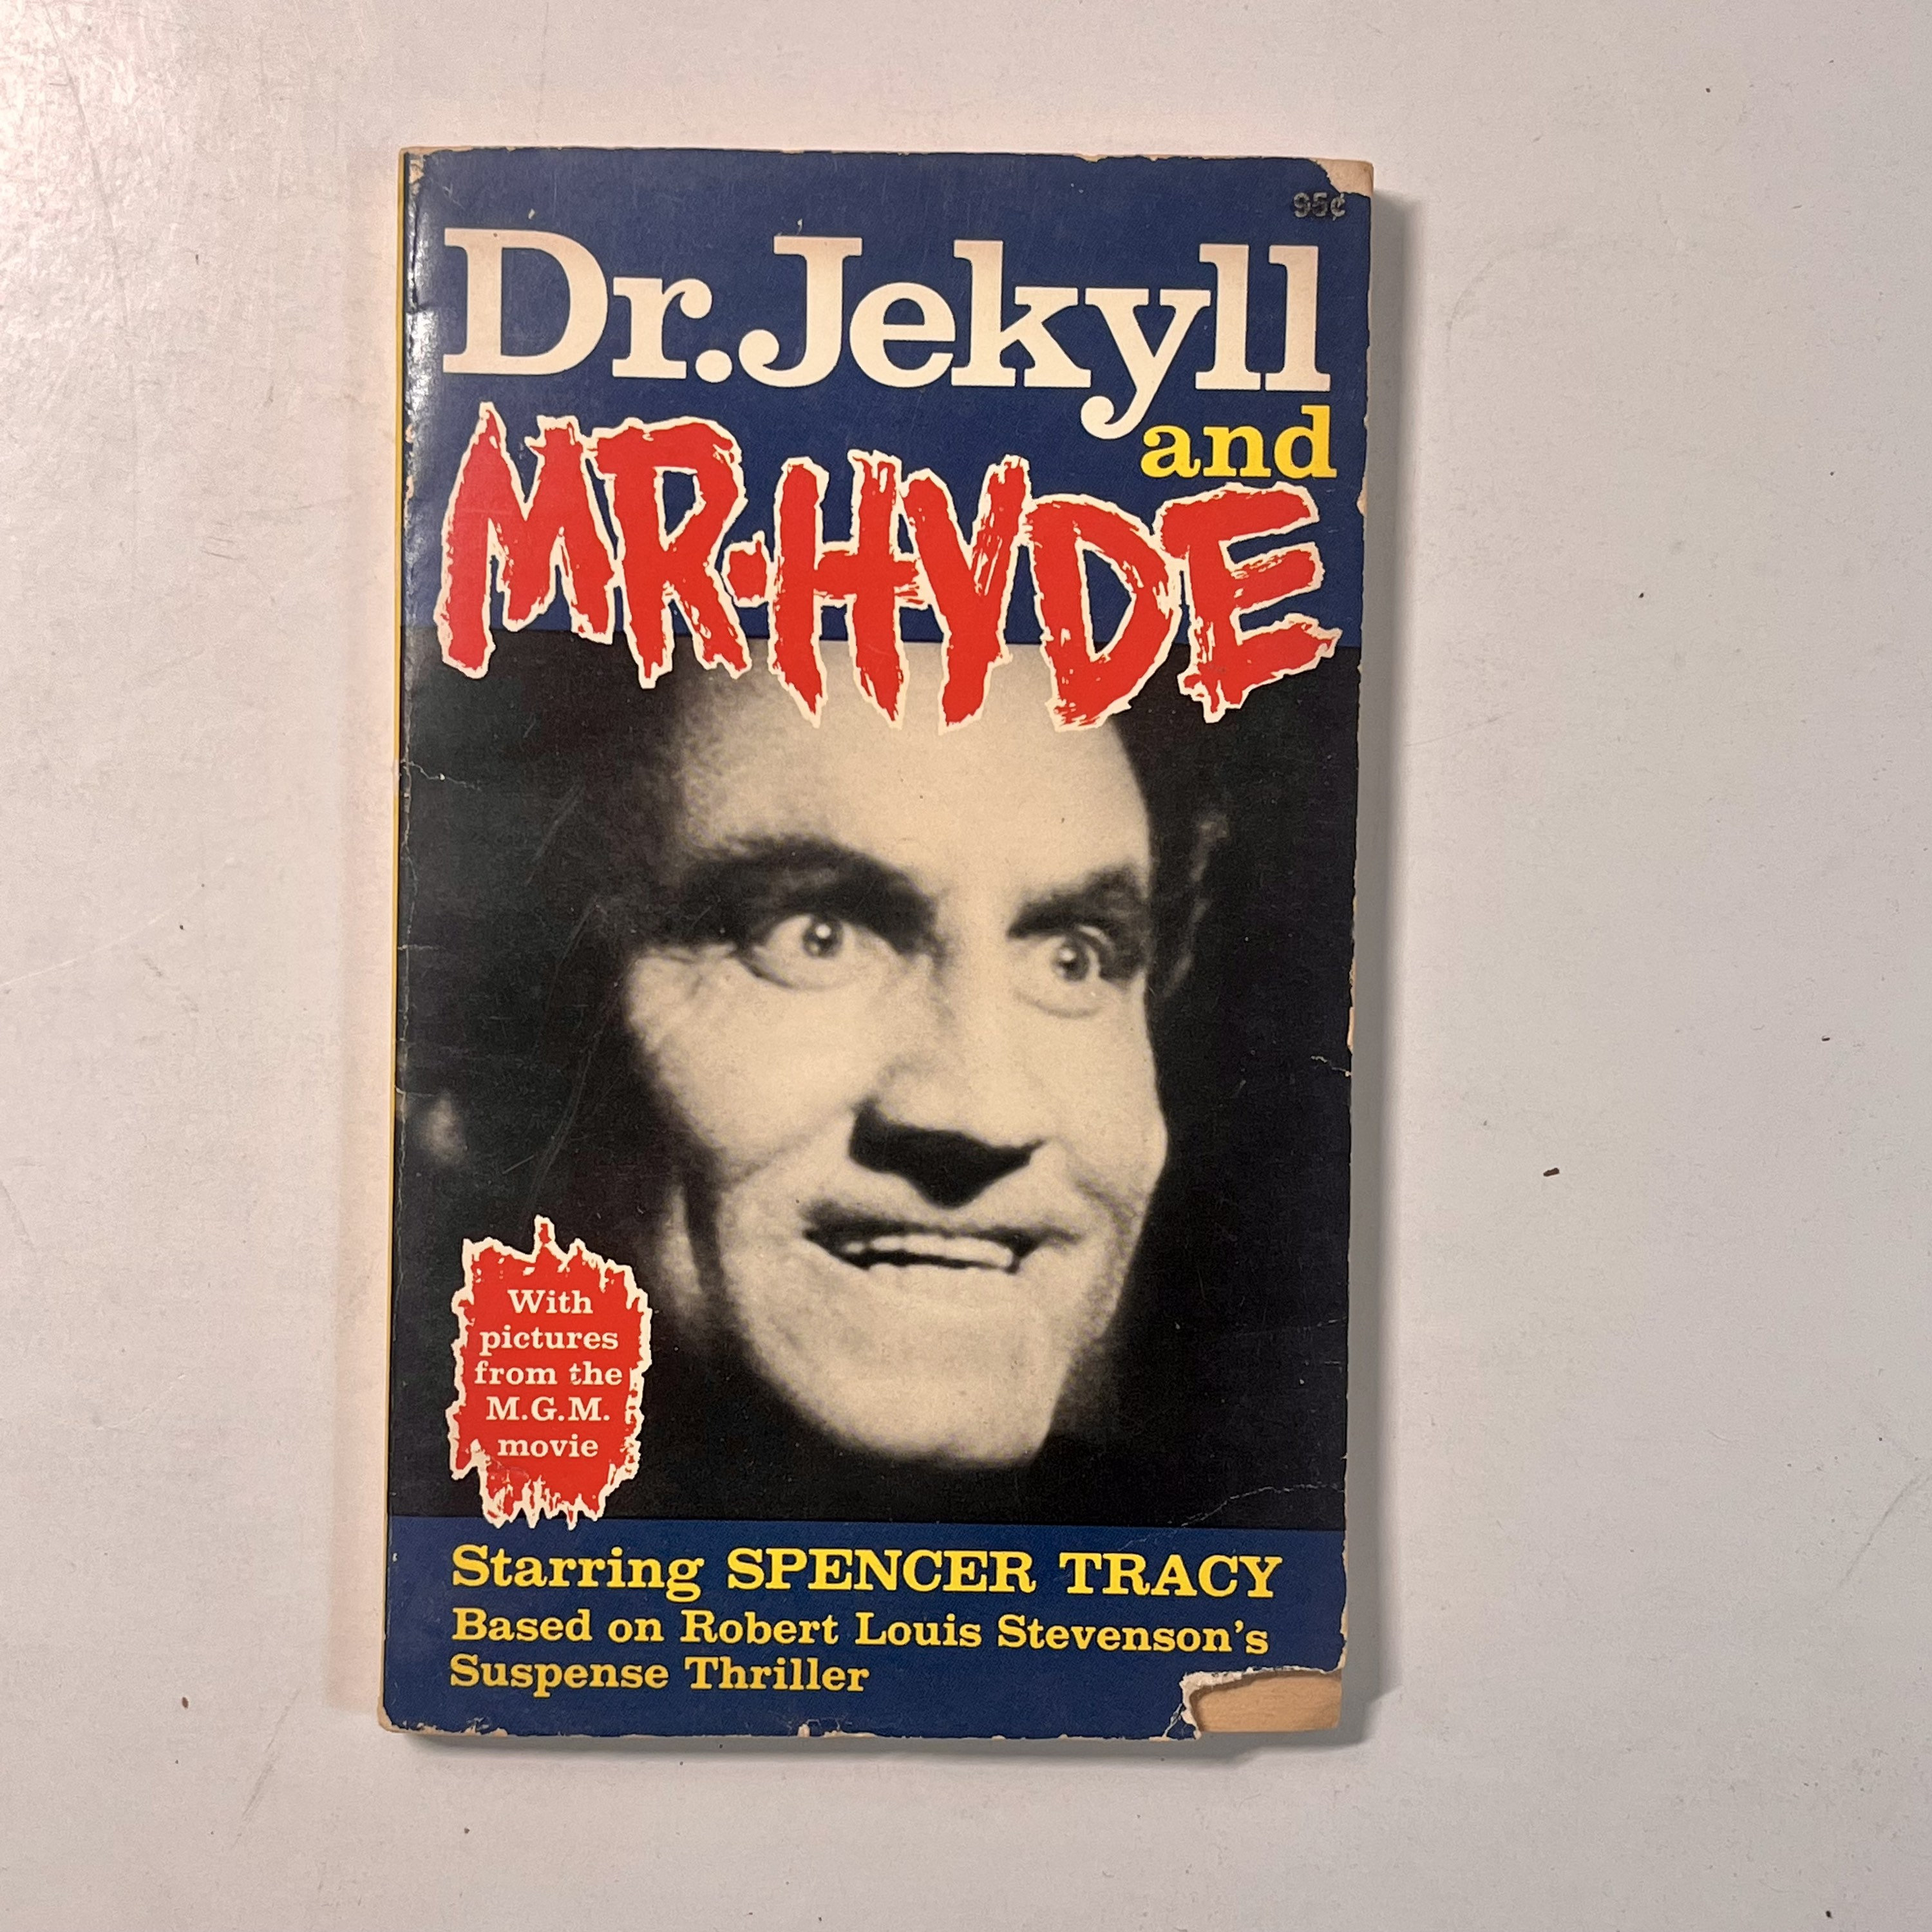 95¢
Dr. Jekyll
and
MR. HYDE
With
pictures
from the
M.G.M.
movie
Starring SPENCER TRACY
Based on Robert Louis Stevenson's
Suspense Thriller